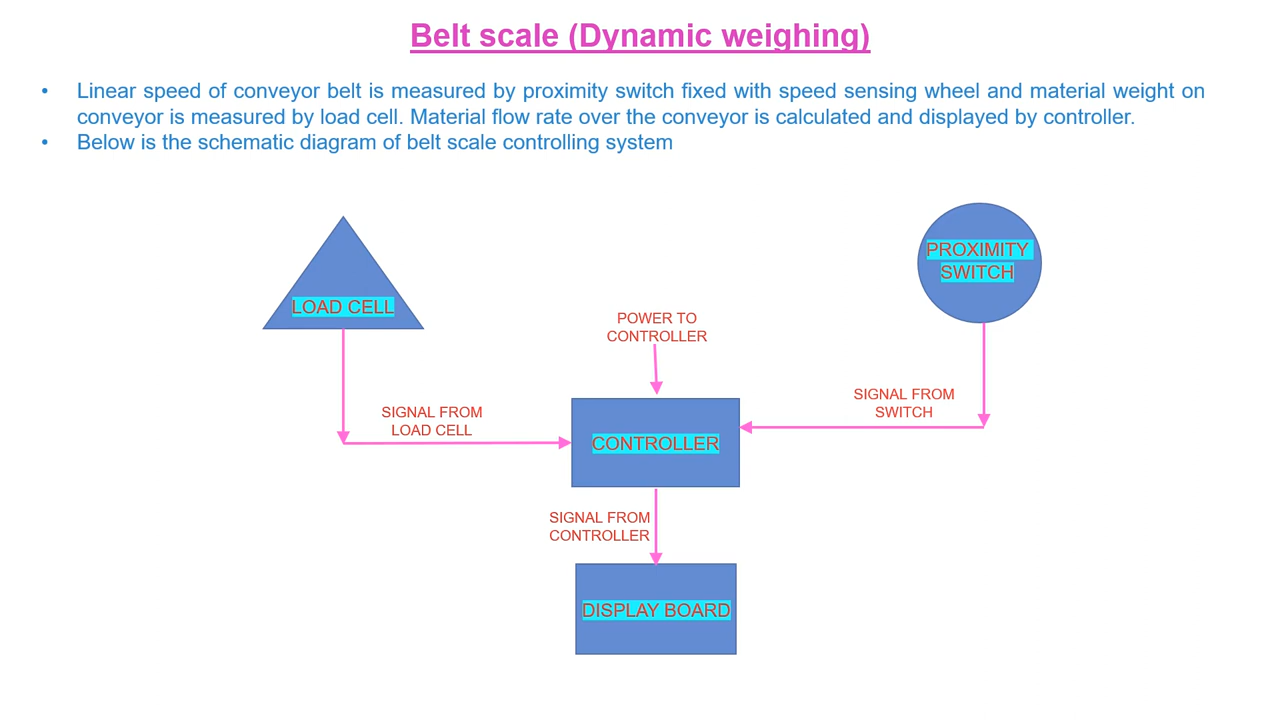 Belt scale (Dynamic weighing)
• Linear speed of conveyor belt is measured by proximity switch fixed with speed sensing wheel and material weight on
conveyor is measured by load cell. Material flow rate over the conveyor is calculated and displayed by controller.
• Below is the schematic diagram of belt scale controlling system
PROXIMITY
SWITCH
LOAD CELL
POWER TO
CONTROLLER
SIGNAL FROM
SWITCH
SIGNAL FROM
LOAD CELL
CONTROLLER
SIGNAL FROM
CONTROLLER
DISPLAY BOARD